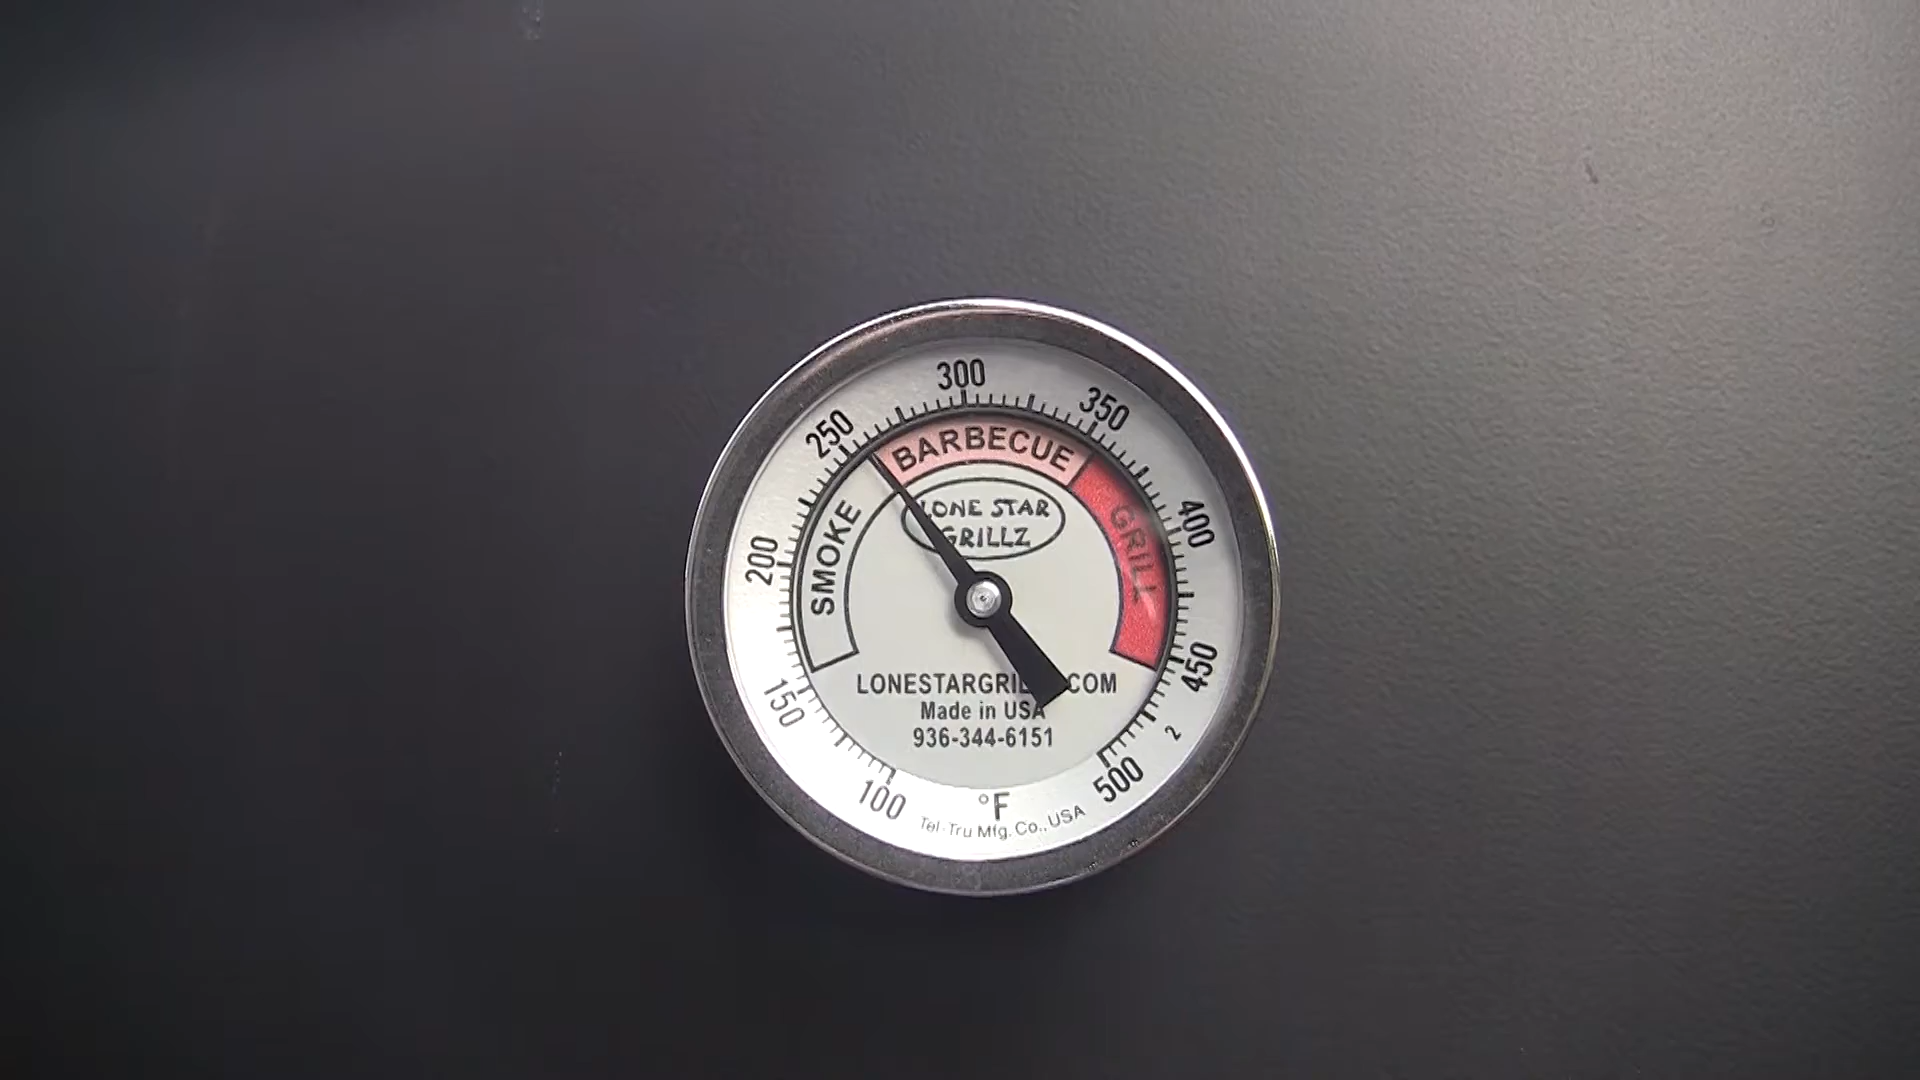 300
350
250
400
200
450
150
500
100
2
BARBECUE
SMOKE
GRILL
LONE STAR
GRILLZ
Made in USA
936-344-6151
°F
Tel-Tru Mfg. Co., USA